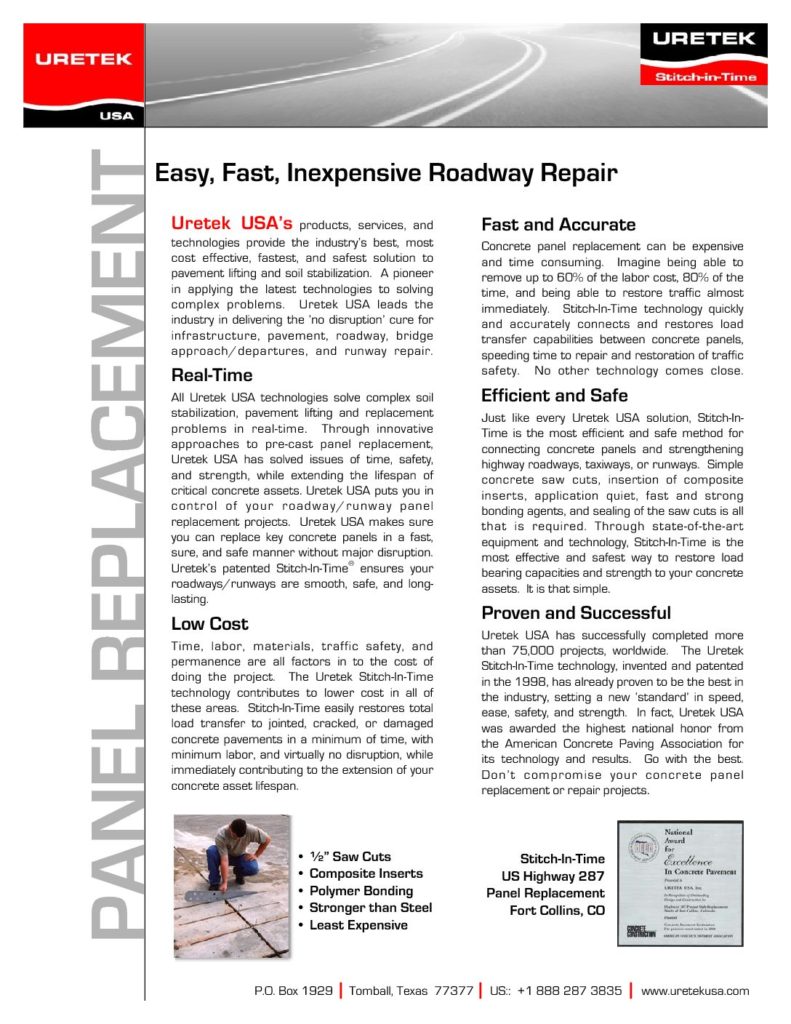 URETEK
USA
URETEK
Stitch-in-Time
PANEL REPLACEMENT
Easy, Fast, Inexpensive Roadway Repair
Uretek USA's products, services, and
technologies provide the industry's best, most
cost effective, fastest, and safest solution to
pavement lifting and soil stabilization. A pioneer
in applying the latest technologies to solving
complex problems. Uretek USA leads the
industry in delivering the 'no disruption' cure for
infrastructure, pavement, roadway, bridge
approach/departures, and runway repair.
Real-Time
All Uretek USA technologies solve complex soil
stabilization, pavement lifting and replacement
problems in real-time. Through innovative
approaches to pre-cast panel replacement,
Uretek USA has solved issues of time, safety,
and strength, while extending the lifespan of
critical concrete assets. Uretek USA puts you in
control of your roadway/runway panel
replacement projects. Uretek USA makes sure
you can replace key concrete panels in a fast,
sure, and safe manner without major disruption.
Uretek's patented Stitch-In-Time® ensures your
roadways/runways are smooth, safe, and long-
lasting.
Low Cost
Time, labor, materials, traffic safety, and
permanence are all factors in to the cost of
doing the project. The Uretek Stitch-In-Time
technology contributes to lower cost in all of
these areas. Stitch-In-Time easily restores total
load transfer to jointed, cracked, or damaged
concrete pavements in a minimum of time, with
minimum labor, and virtually no disruption, while
immediately contributing to the extension of your
concrete asset lifespan.
Fast and Accurate
Concrete panel replacement can be expensive
and time consuming. Imagine being able to
remove up to 60% of the labor cost, 80% of the
time, and being able to restore traffic almost
immediately. Stitch-In-Time technology quickly
and accurately connects and restores load
transfer capabilities between concrete panels,
speeding time to repair and restoration of traffic
safety. No other technology comes close.
Efficient and Safe
Just like every Uretek USA solution, Stitch-In-
Time is the most efficient and safe method for
connecting concrete panels and strengthening
highway roadways, taxiways, or runways. Simple
concrete saw cuts, insertion of composite
inserts, application quiet, fast and strong
bonding agents, and sealing of the saw cuts is all
that is required. Through state-of-the-art
equipment and technology, Stitch-In-Time is the
most effective and safest way to restore load
bearing capacities and strength to your concrete
assets. It is that simple.
Proven and Successful
Uretek USA has successfully completed more
than 75,000 projects, worldwide. The Uretek
Stitch-In-Time technology, invented and patented
in the 1998, has already proven to be the best in
the industry, setting a new 'standard' in speed,
ease, safety, and strength. In fact, Uretek USA
was awarded the highest national honor from
the American Concrete Paving Association for
its technology and results. Go with the best.
Don't compromise your concrete panel
replacement or repair projects.
• ½" Saw Cuts
• Composite Inserts
• Polymer Bonding
• Stronger than Steel
• Least Expensive
Stitch-In-Time
US Highway 287
Panel Replacement
Fort Collins, CO
National
Award
for
Excellence
In Concrete Pavement
URETEK USA, Inc.
CONCRETE
CONSTRUCTION
P.O. Box 1929 | Tomball, Texas 77377 | US:: +1 888 287 3835 | www.uretekusa.com